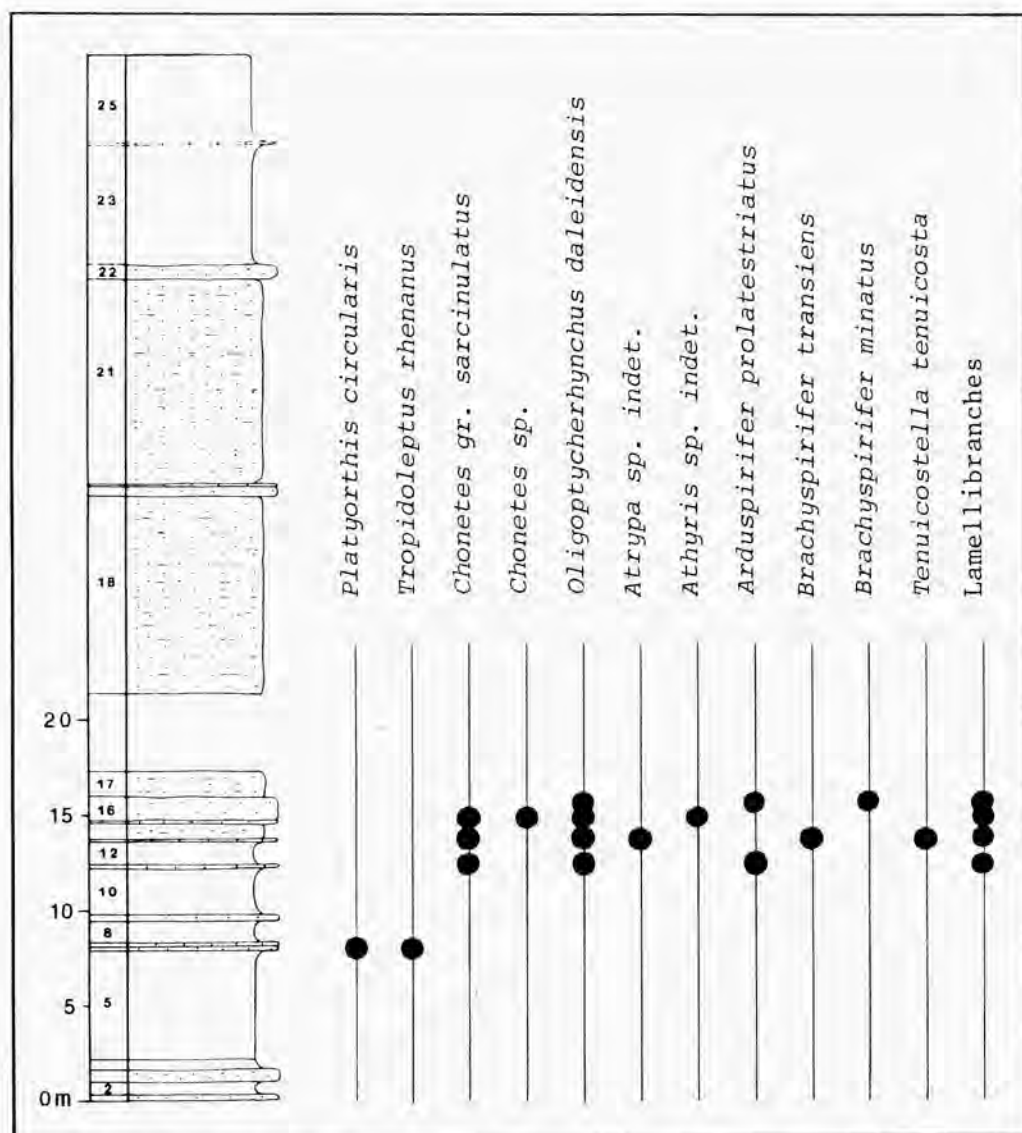 25
23
22
21
18
20
17
16
15
12
10
10
8
5
5
2
0m
Platyorthis circularis
Tropidoleptus rhenanus
Chonetes gr. sarcinulatus
Chonetes sp.
Oligoptycherhynchus daleidensis
Atrypa sp. indet.
Athyris sp. indet.
Arduspirifer prolatestriatus
Brachyspirifer transiens
Brachyspirifer minatus
Tenuicostella tenuicosta
Lamellibranches